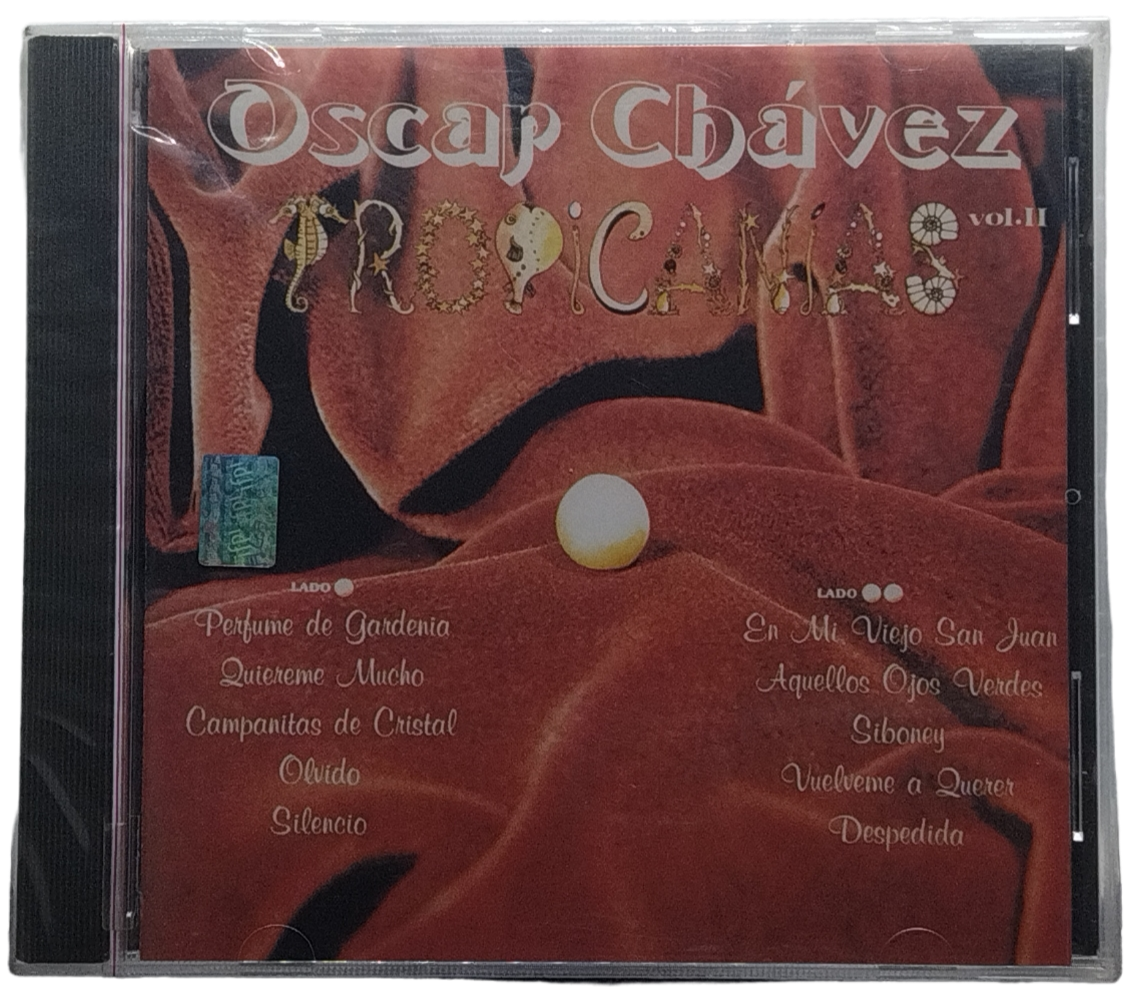 Oscar Chávez
TROPICANIAS vol.II
LADO
Perfume de Gardenia
Quiereme Mucho
Campanitas de Cristal
Olvido
Silencio
LADO
En Mi Viejo San Juan
Aquellos Ojos Verdes
Siboney
Vuelveme a Querer
Despedida